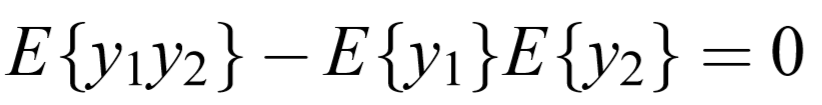 E{y₁y₂} − E{y₁}E{y₂} = 0